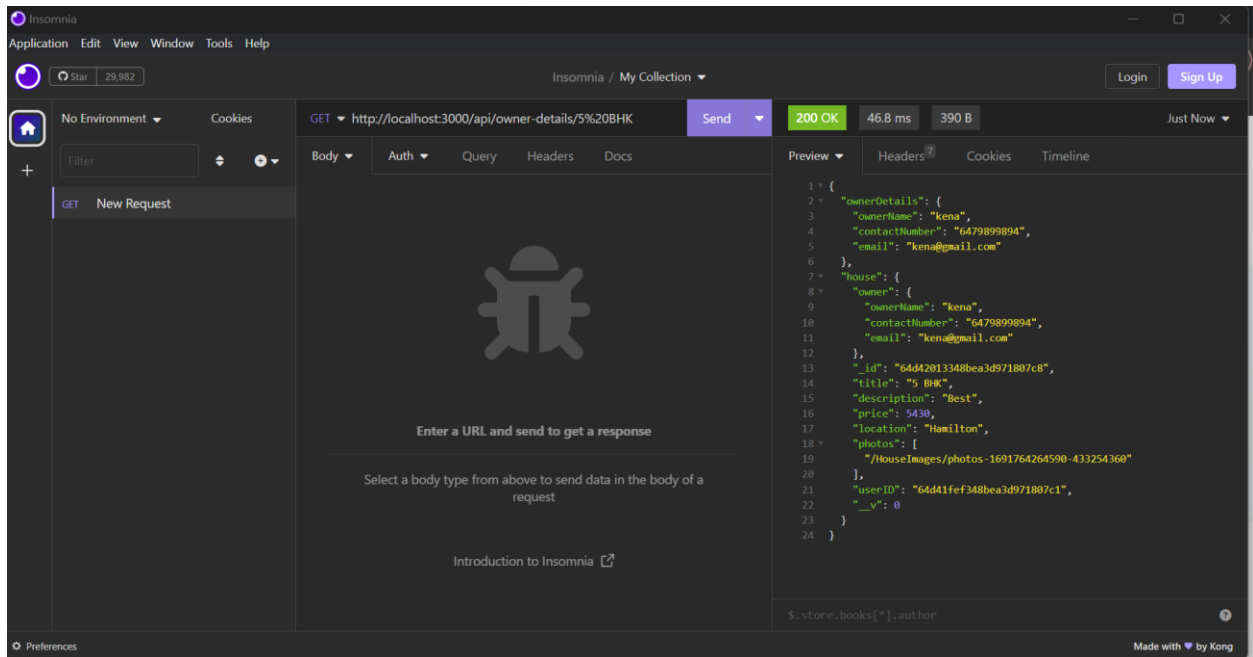 Insomnia
Application Edit View Window Tools Help
Star 29,982
Insomnia / My Collection
Login Sign Up
No Environment Cookies
GET http://localhost:3000/api/owner-details/5%20BHK Send
200 OK 46.8 ms 390 B Just Now
Filter
Body Auth Query Headers Docs
Preview Headers 7 Cookies Timeline
GET New Request
Enter a URL and send to get a response
Select a body type from above to send data in the body of a
request
Introduction to Insomnia
1 {
2 "ownerDetails": {
3 "ownerName": "kena",
4 "contactNumber": "6479899894",
5 "email": "kena@gmail.com"
6 },
7 "house": {
8 "owner": {
9 "ownerName": "kena",
10 "contactNumber": "6479899894",
11 "email": "kena@gmail.com"
12 },
13 "_id": "64d42013348bea3d971807c8",
14 "title": "5 BHK",
15 "description": "Best",
16 "price": 5430,
17 "location": "Hamilton",
18 "photos": [
19 "/HouseImages/photos-1691764264590-433254360"
20 ],
21 "userID": "64d41fef348bea3d971807c1",
22 "__v": 0
23 }
24 }
$.store.books[*].author
Preferences
Made with ♥ by Kong